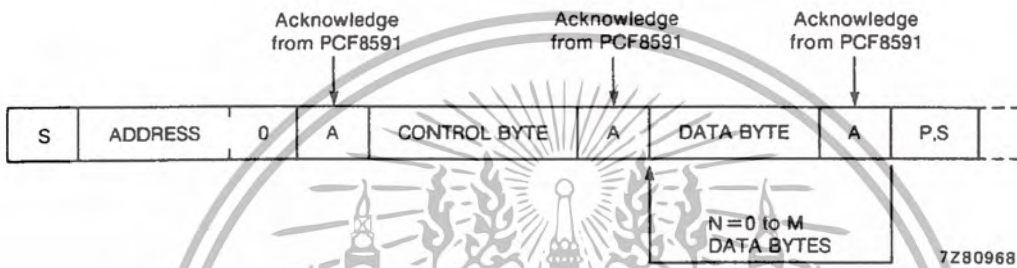 Acknowledge
from PCF8591
Acknowledge
from PCF8591
Acknowledge
from PCF8591
S ADDRESS 0 A CONTROL BYTE A DATA BYTE A P,S
N=0 to M
DATA BYTES
7Z80968